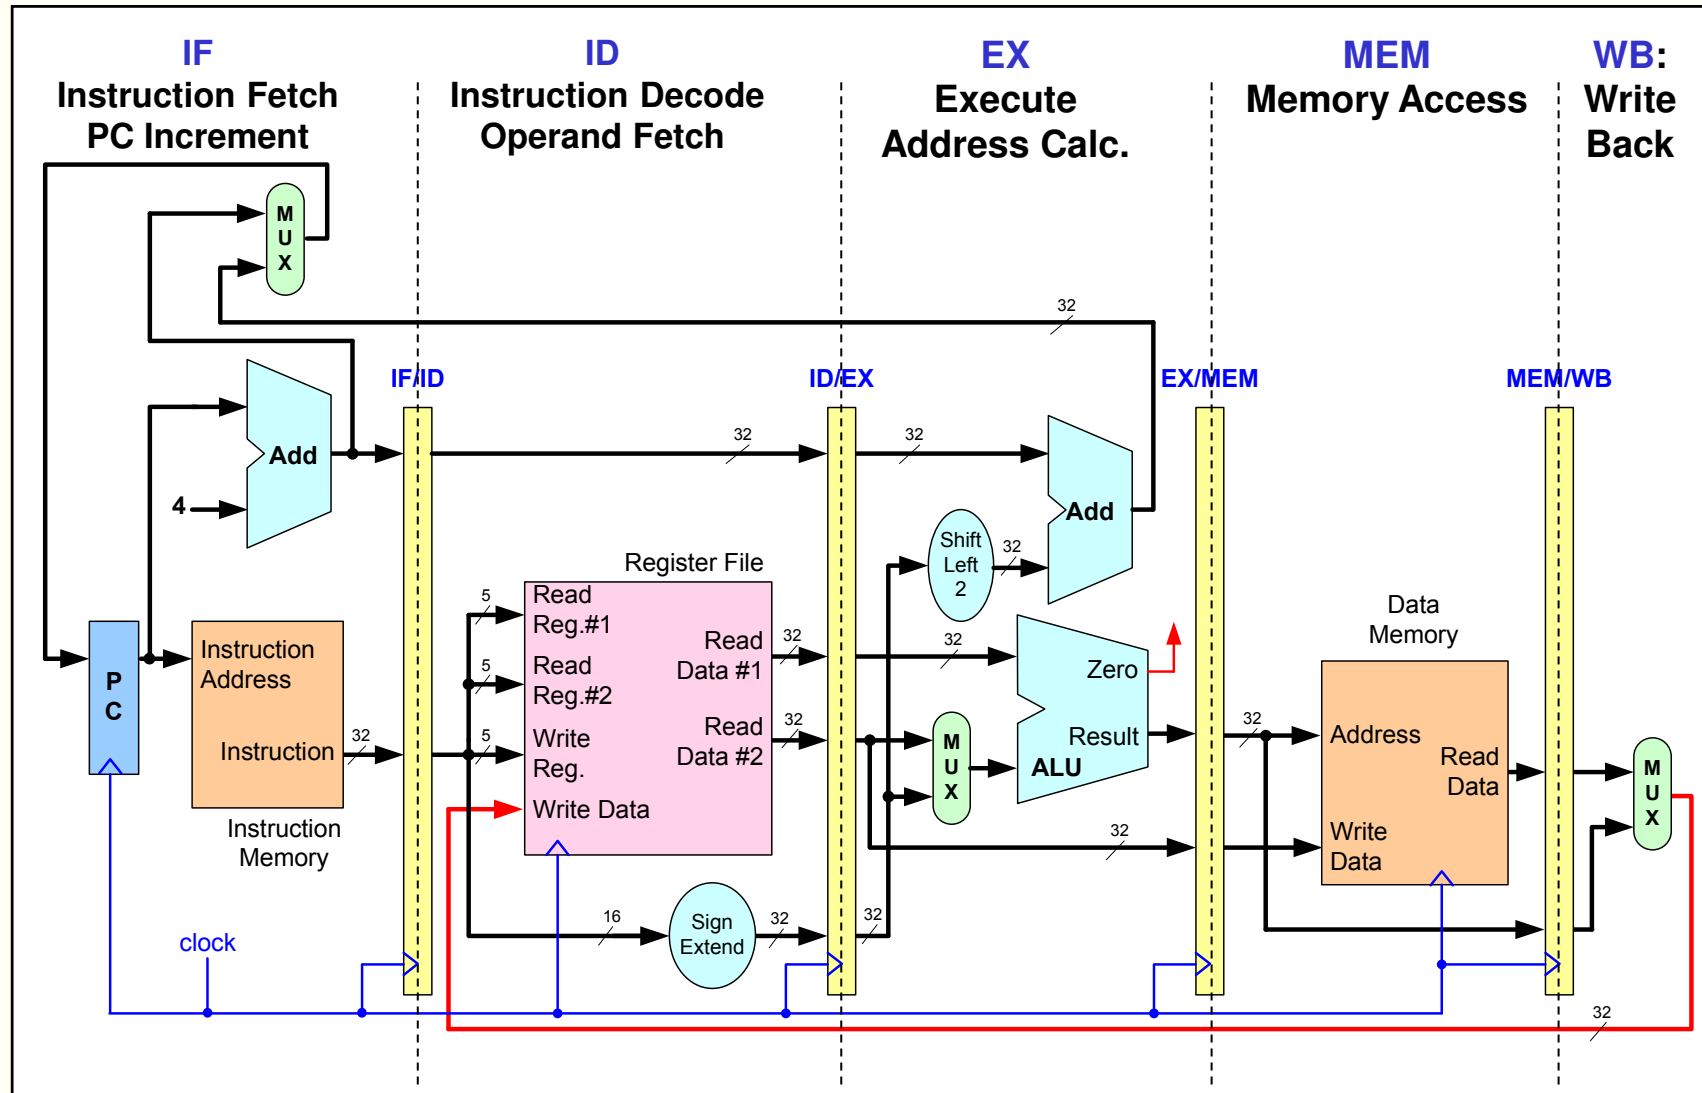 IF
Instruction Fetch
PC Increment
ID
Instruction Decode
Operand Fetch
EX
Execute
Address Calc.
MEM
Memory Access
WB:
Write
Back
M
U
X
32
IF/ID
ID/EX
EX/MEM
MEM/WB
Add
4
32
32
Add
Shift
Left
2
32
Register File
P
C
Instruction
Address
Instruction
32
Instruction
Memory
5
Read
Reg.#1
5
Read
Reg.#2
5
Write
Reg.
Write Data
Read
Data #1
32
Read
Data #2
32
32
M
U
X
Zero
Result
ALU
32
Data
Memory
32
Address
Read
Data
Write
Data
M
U
X
16
Sign
Extend
32
32
clock
32